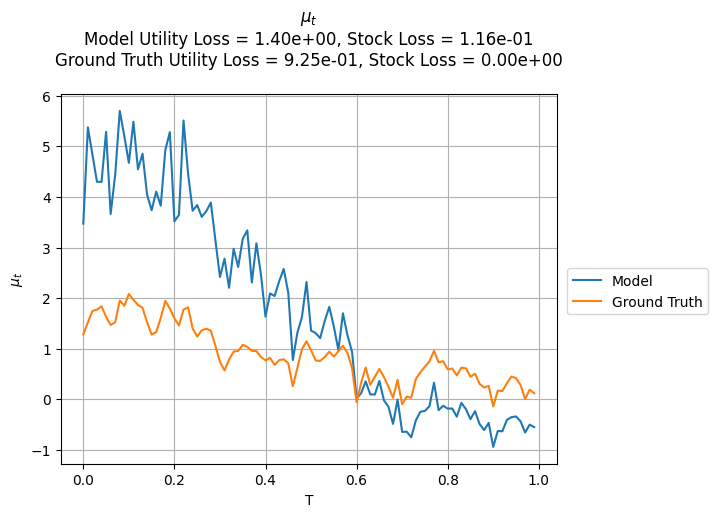 μₜ
Model Utility Loss = 1.40e+00, Stock Loss = 1.16e-01
Ground Truth Utility Loss = 9.25e-01, Stock Loss = 0.00e+00
6
5
4
3
2
1
0
−1
μₜ
0.0
0.2
0.4
0.6
0.8
1.0
T
Model
Ground Truth